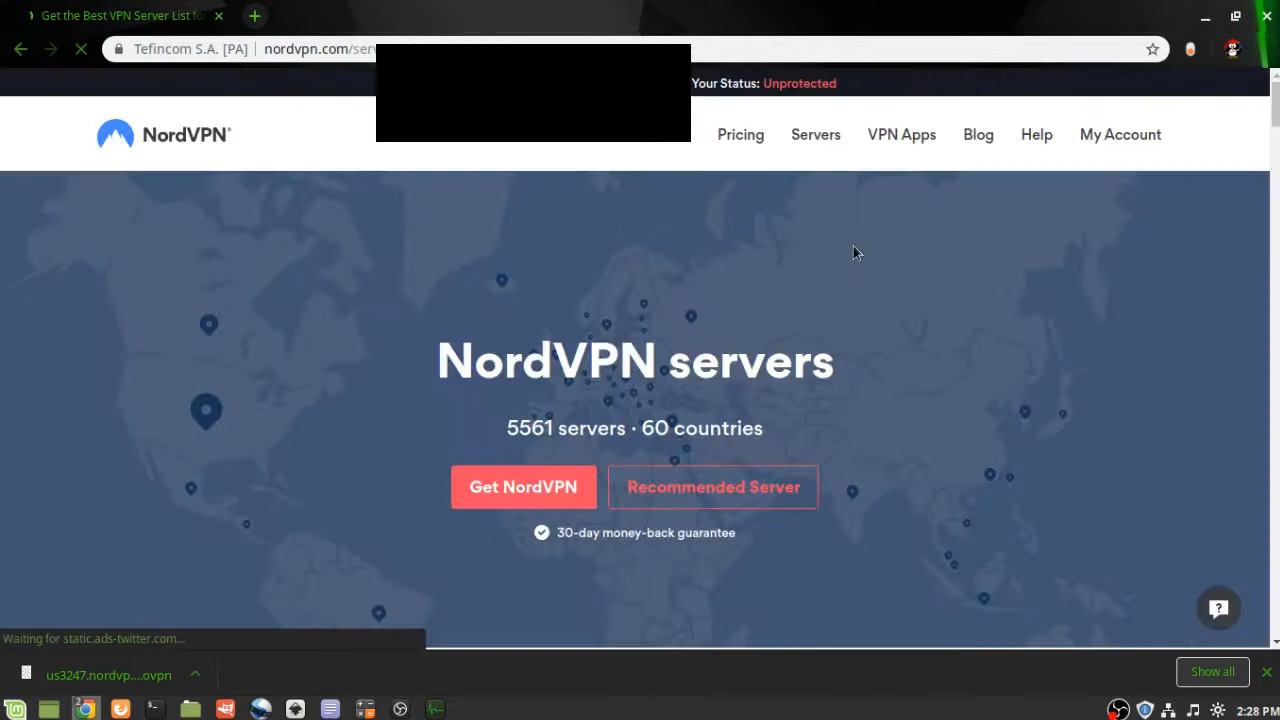 Get the Best VPN Server List for
Tefincom S.A. [PA] nordvpn.com/serv
Your Status: Unprotected
NordVPN®
Pricing Servers VPN Apps Blog Help My Account
NordVPN servers
5561 servers · 60 countries
Get NordVPN Recommended Server
30-day money-back guarantee
Waiting for static.ads-twitter.com...
us3247.nordvp....ovpn
Show all
2:28 PM